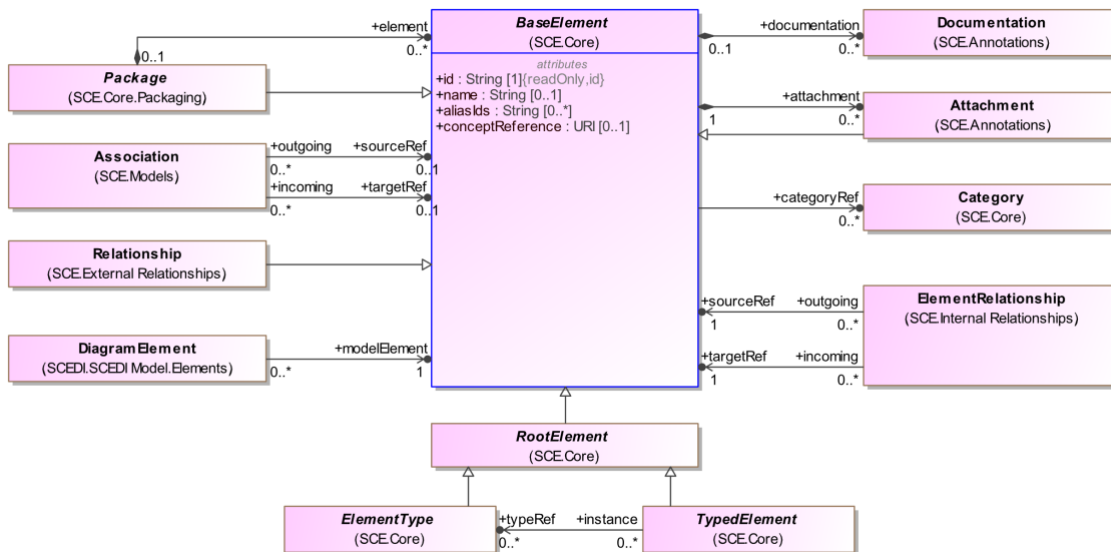 +element
0..*
0..1
Package
(SCE.Core.Packaging)
Association
(SCE.Models)
+outgoing
0..*
+sourceRef
0..1
+incoming
0..*
+targetRef
0..1
Relationship
(SCE.External Relationships)
DiagramElement
(SCEDI.SCEDI Model.Elements)
0..*
+modelElement
1
BaseElement
(SCE.Core)
attributes
+id : String [1]{readOnly,id}
+name : String [0..1]
+aliasIds : String [0..*]
+conceptReference : URI [0..1]
+documentation
0..1
0..*
Documentation
(SCE.Annotations)
+attachment
1
0..*
Attachment
(SCE.Annotations)
+categoryRef
0..*
Category
(SCE.Core)
+sourceRef
1
+outgoing
0..*
+targetRef
1
+incoming
0..*
ElementRelationship
(SCE.Internal Relationships)
RootElement
(SCE.Core)
ElementType
(SCE.Core)
+typeRef
0..*
+instance
0..*
TypedElement
(SCE.Core)